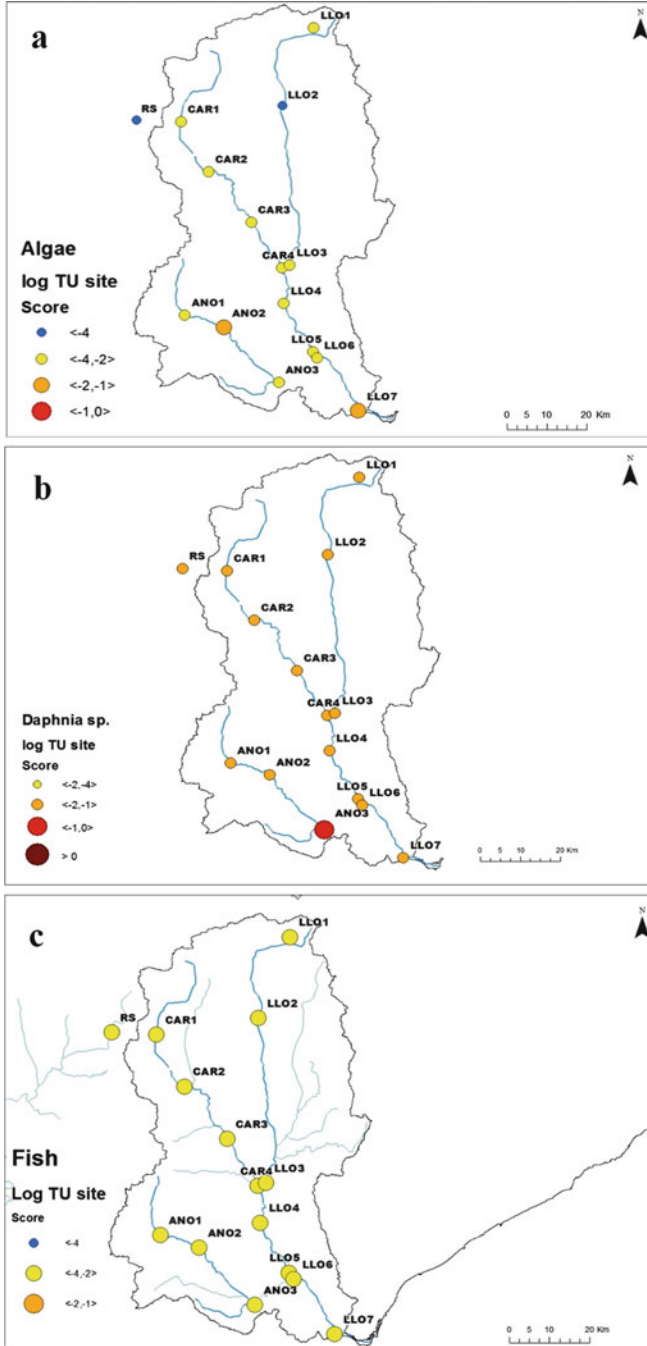 a
LLO1
N
LLO2
RS
CAR1
CAR2
CAR3
CAR4 LLO3
LLO4
ANO1
ANO2
LLO5
LLO6
ANO3
LLO7
Algae
log TU site
Score
<-4
<-4,-2>
<-2,-1>
<-1,0>
0 5 10 20 Km
b
N
LLO1
LLO2
RS
CAR1
CAR2
CAR3
CAR4 LLO3
LLO4
ANO1
ANO2
LLO5
LLO6
ANO3
LLO7
Daphnia sp.
log TU site
Score
<-2,-4>
<-2,-1>
<-1,0>
> 0
0 5 10 20 Km
c
N
LLO1
LLO2
RS
CAR1
CAR2
CAR3
CAR4 LLO3
LLO4
ANO1
ANO2
LLO5
LLO6
ANO3
LLO7
Fish
Log TU site
Score
<-4
<-4,-2>
<-2,-1>
0 5 10 20 Km